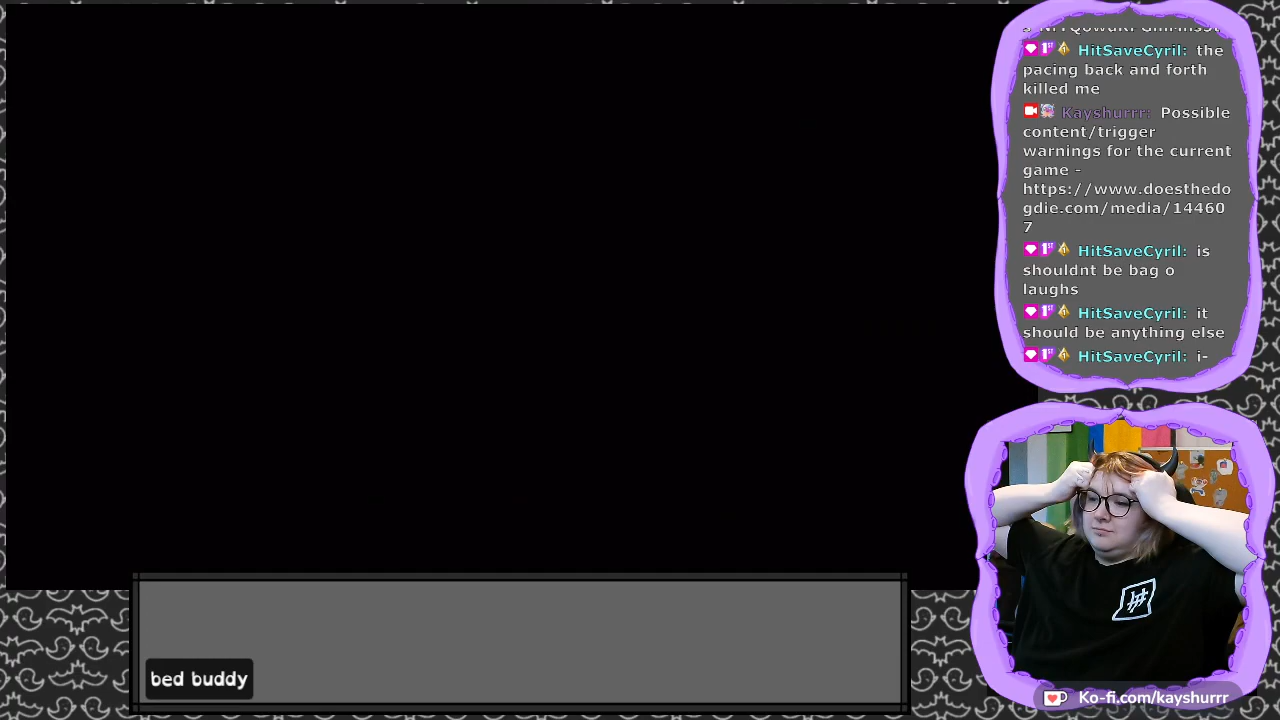 HitSaveCyril: the
pacing back and forth
killed me
Kayshurrr: Possible
content/trigger
warnings for the current
game -
https://www.doesthedo
gdie.com/media/14460
7
HitSaveCyril: is
shouldnt be bag o
laughs
HitSaveCyril: it
should be anything else
HitSaveCyril: i-
bed buddy
Ko-fi.com/kayshurrr